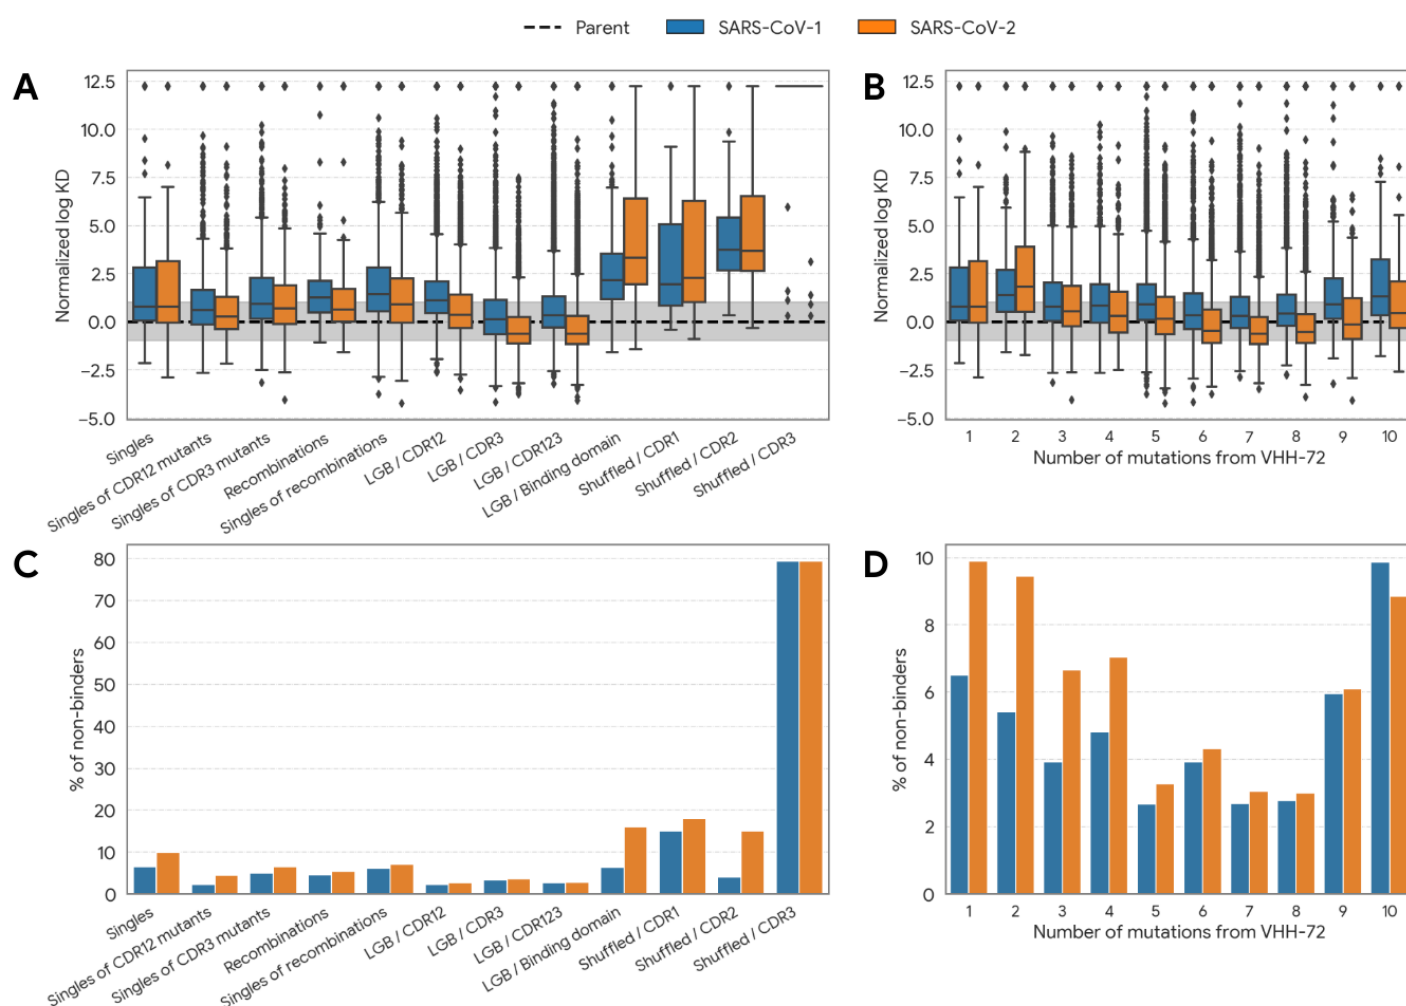 Parent SARS-CoV-1 SARS-CoV-2
A
Normalized log KD
12.5
10.0
7.5
5.0
2.5
0.0
−2.5
−5.0
Singles
Singles of CDR12 mutants
Singles of CDR3 mutants
Recombinations
Singles of recombinations
LGB / CDR12
LGB / CDR3
LGB / CDR123
LGB / Binding domain
Shuffled / CDR1
Shuffled / CDR2
Shuffled / CDR3
B
Normalized log KD
12.5
10.0
7.5
5.0
2.5
0.0
−2.5
−5.0
1 2 3 4 5 6 7 8 9 10
Number of mutations from VHH-72
C
% of non-binders
80
70
60
50
40
30
20
10
0
Singles
Singles of CDR12 mutants
Singles of CDR3 mutants
Recombinations
Singles of recombinations
LGB / CDR12
LGB / CDR3
LGB / CDR123
LGB / Binding domain
Shuffled / CDR1
Shuffled / CDR2
Shuffled / CDR3
D
% of non-binders
10
8
6
4
2
0
1 2 3 4 5 6 7 8 9 10
Number of mutations from VHH-72